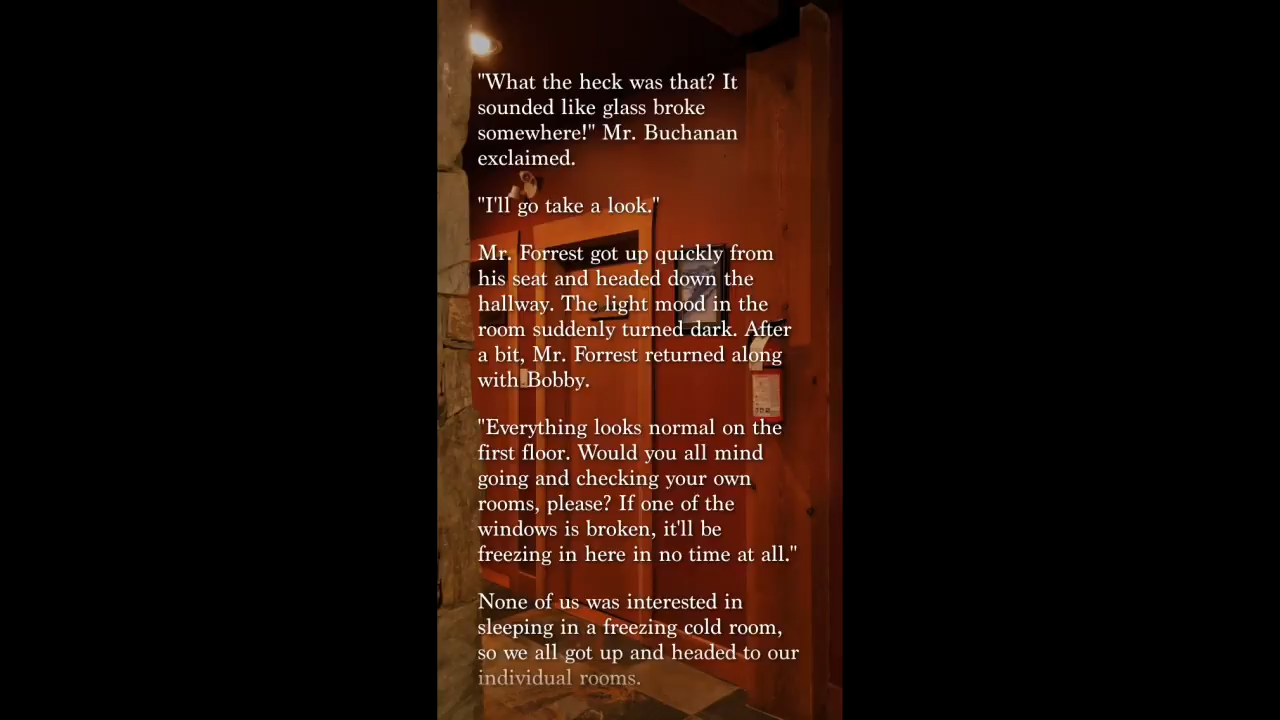 "What the heck was that? It
sounded like glass broke
somewhere!" Mr. Buchanan
exclaimed.
"I'll go take a look."
Mr. Forrest got up quickly from
his seat and headed down the
hallway. The light mood in the
room suddenly turned dark. After
a bit, Mr. Forrest returned along
with Bobby.
"Everything looks normal on the
first floor. Would you all mind
going and checking your own
rooms, please? If one of the
windows is broken, it'll be
freezing in here in no time at all."
None of us was interested in
sleeping in a freezing cold room,
so we all got up and headed to our
individual rooms.